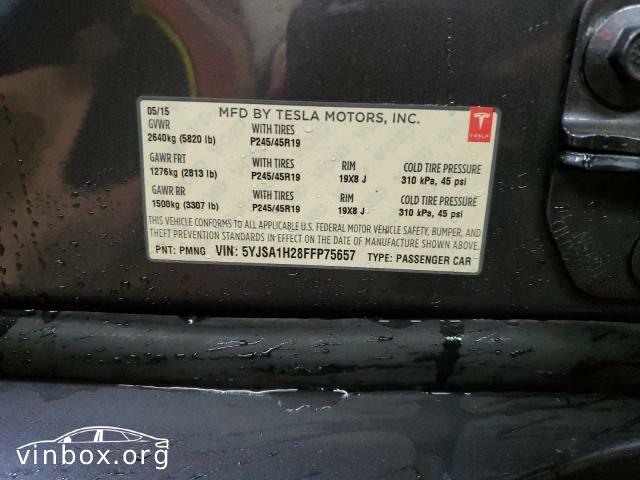 05/15 MFD BY TESLA MOTORS, INC.
GVWR WITH TIRES TESLA
2640kg (5820 lb) P245/45R19
GAWR FRT WITH TIRES RIM COLD TIRE PRESSURE
1276kg (2813 lb) P245/45R19 19X8 J 310 kPa, 45 psi
GAWR RR WITH TIRES RIM COLD TIRE PRESSURE
1500kg (3307 lb) P245/45R19 19X8 J 310 kPa, 45 psi
THIS VEHICLE CONFORMS TO ALL APPLICABLE U.S. FEDERAL MOTOR VEHICLE SAFETY, BUMPER, AND
THEFT PREVENTION STANDARDS IN EFFECT ON THE DATE OF MANUFACTURE SHOWN ABOVE.
PNT: PMNG VIN: 5YJSA1H28FFP75657 TYPE: PASSENGER CAR
vinbox.org